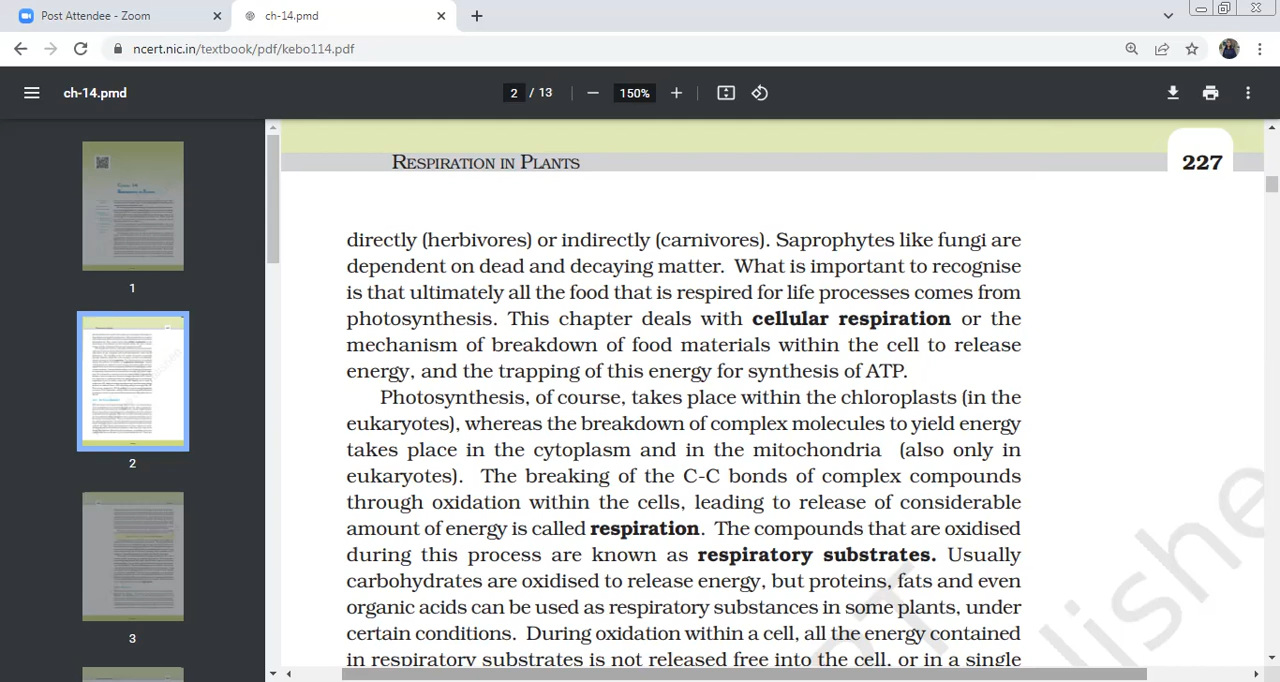 Post Attendee - Zoom
ch-14.pmd
ncert.nic.in/textbook/pdf/kebo114.pdf
ch-14.pmd
2 / 13
150%
1
2
3
RESPIRATION IN PLANTS
227
directly (herbivores) or indirectly (carnivores). Saprophytes like fungi are
dependent on dead and decaying matter. What is important to recognise
is that ultimately all the food that is respired for life processes comes from
photosynthesis. This chapter deals with cellular respiration or the
mechanism of breakdown of food materials within the cell to release
energy, and the trapping of this energy for synthesis of ATP.
Photosynthesis, of course, takes place within the chloroplasts (in the
eukaryotes), whereas the breakdown of complex molecules to yield energy
takes place in the cytoplasm and in the mitochondria (also only in
eukaryotes). The breaking of the C-C bonds of complex compounds
through oxidation within the cells, leading to release of considerable
amount of energy is called respiration. The compounds that are oxidised
during this process are known as respiratory substrates. Usually
carbohydrates are oxidised to release energy, but proteins, fats and even
organic acids can be used as respiratory substances in some plants, under
certain conditions. During oxidation within a cell, all the energy contained
in respiratory substrates is not released free into the cell, or in a single